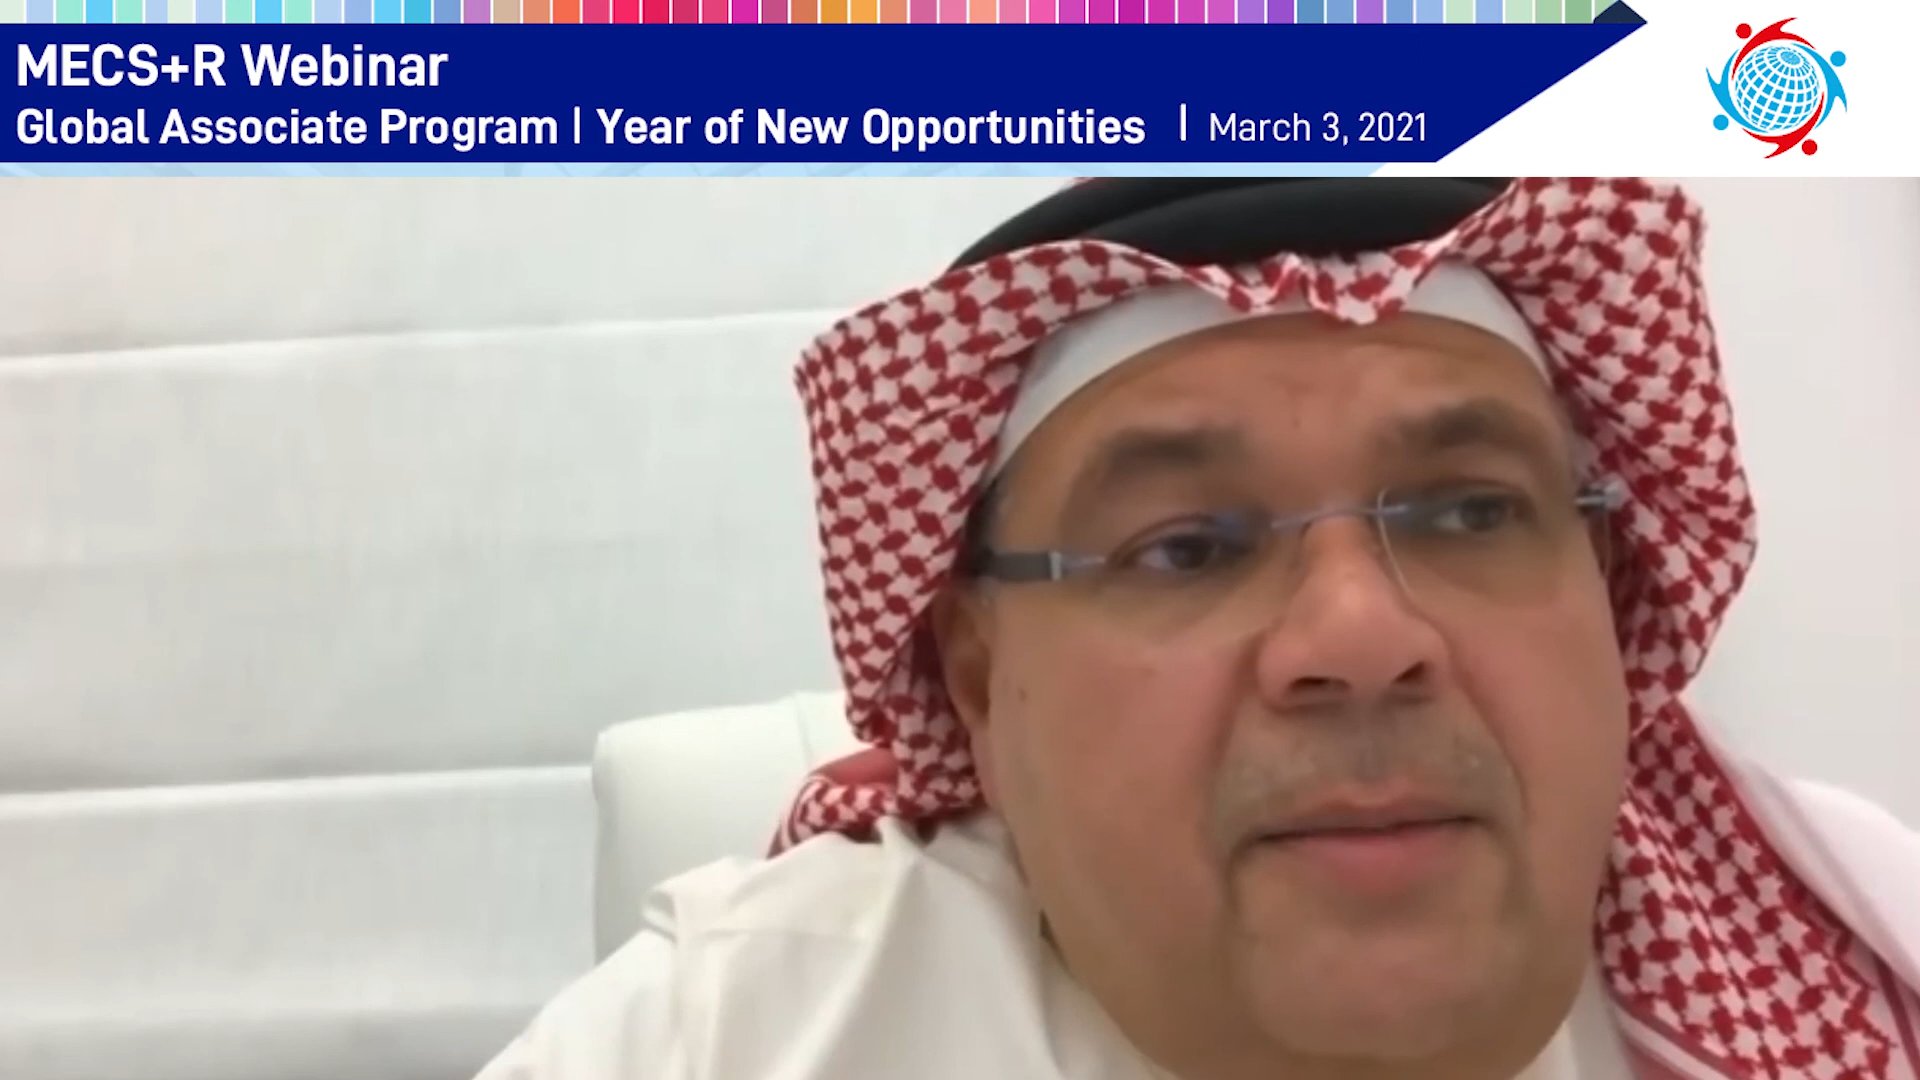 MECS+R Webinar
Global Associate Program | Year of New Opportunities | March 3, 2021